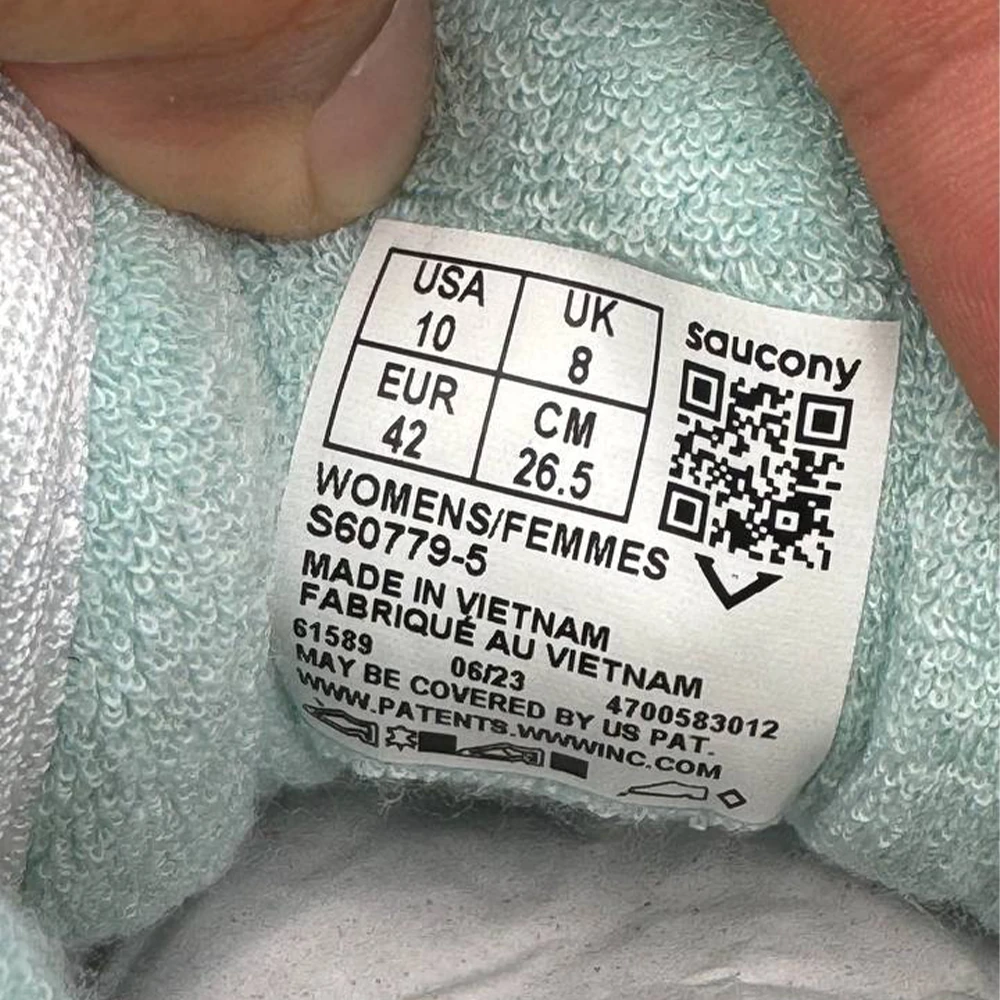 USA
10
UK
8
EUR
42
CM
26.5
saucony
WOMENS/FEMMES
S60779-5
MADE IN VIETNAM
FABRIQUÉ AU VIETNAM
61589 06/23 4700583012
MAY BE COVERED BY US PAT.
WWW.PATENTS.WWWINC.COM